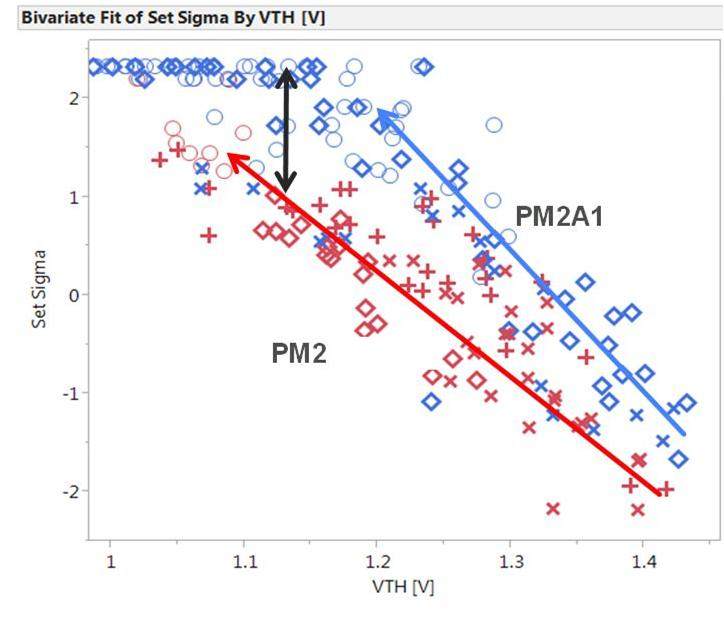 Bivariate Fit of Set Sigma By VTH [V]
2
1
0
-1
-2
Set Sigma
PM2A1
PM2
1
1.1
1.2
1.3
1.4
VTH [V]